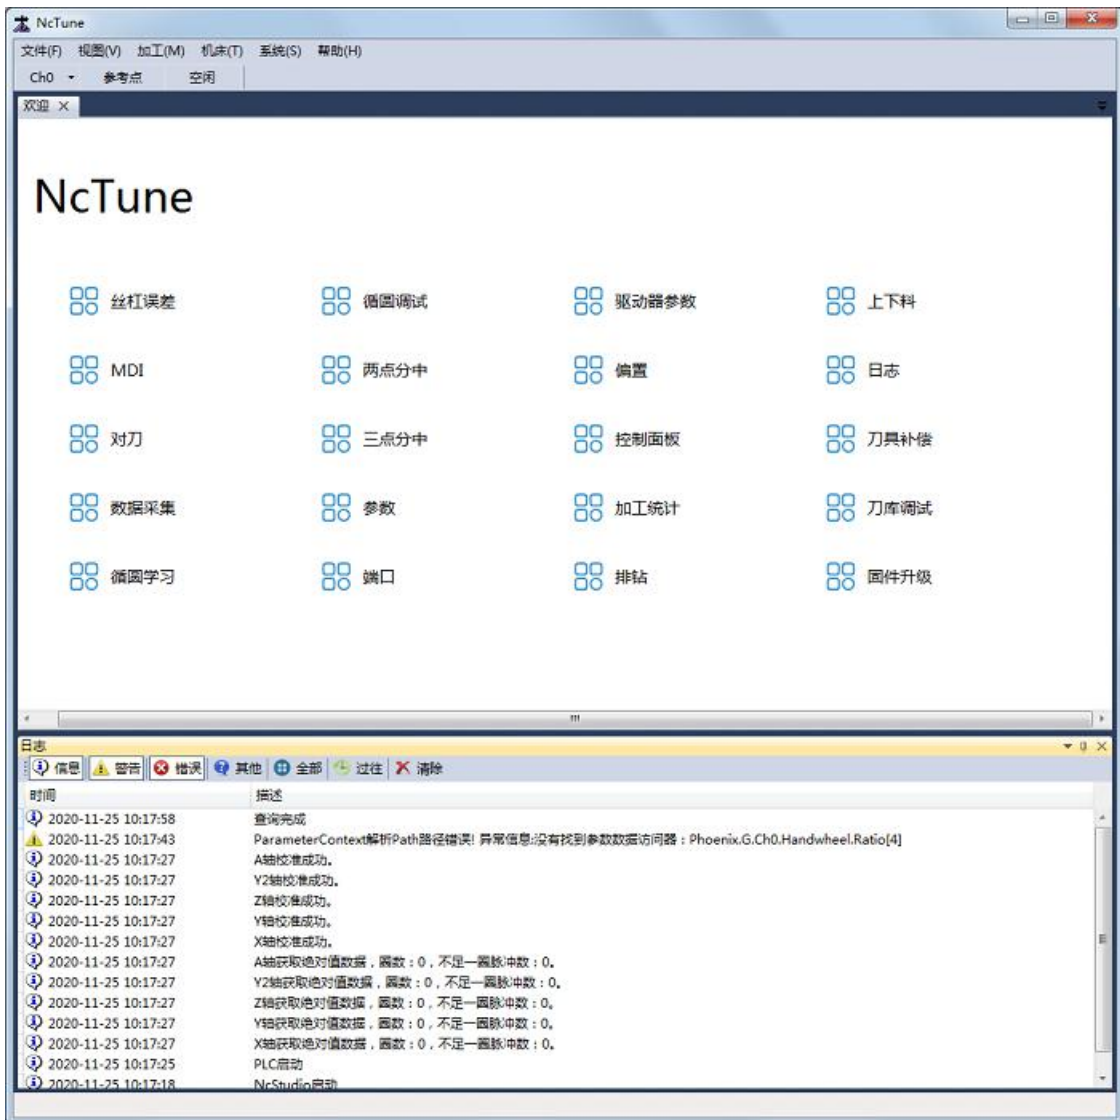 NcTune
文件(F) 视图(V) 加工(M) 机床(T) 系统(S) 帮助(H)
Ch0 参考点 空闲
欢迎
NcTune
丝杠误差 循圆调试 驱动器参数 上下料
MDI 两点分中 偏置 日志
对刀 三点分中 控制面板 刀具补偿
数据采集 参数 加工统计 刀库调试
循圆学习 端口 排钻 固件升级
日志
信息 警告 错误 其他 全部 过往 清除
时间 描述
2020-11-25 10:17:58 查询完成
2020-11-25 10:17:43 ParameterContext解析Path路径错误! 异常信息:没有找到参数数据访问器：Phoenix.G.Ch0.Handwheel.Ratio[4]
2020-11-25 10:17:27 A轴校准成功。
2020-11-25 10:17:27 Y2轴校准成功。
2020-11-25 10:17:27 Z轴校准成功。
2020-11-25 10:17:27 Y轴校准成功。
2020-11-25 10:17:27 X轴校准成功。
2020-11-25 10:17:27 A轴获取绝对值数据，圈数：0，不足一圈脉冲数：0。
2020-11-25 10:17:27 Y2轴获取绝对值数据，圈数：0，不足一圈脉冲数：0。
2020-11-25 10:17:27 Z轴获取绝对值数据，圈数：0，不足一圈脉冲数：0。
2020-11-25 10:17:27 Y轴获取绝对值数据，圈数：0，不足一圈脉冲数：0。
2020-11-25 10:17:27 X轴获取绝对值数据，圈数：0，不足一圈脉冲数：0。
2020-11-25 10:17:25 PLC启动
2020-11-25 10:17:18 NcStudio启动